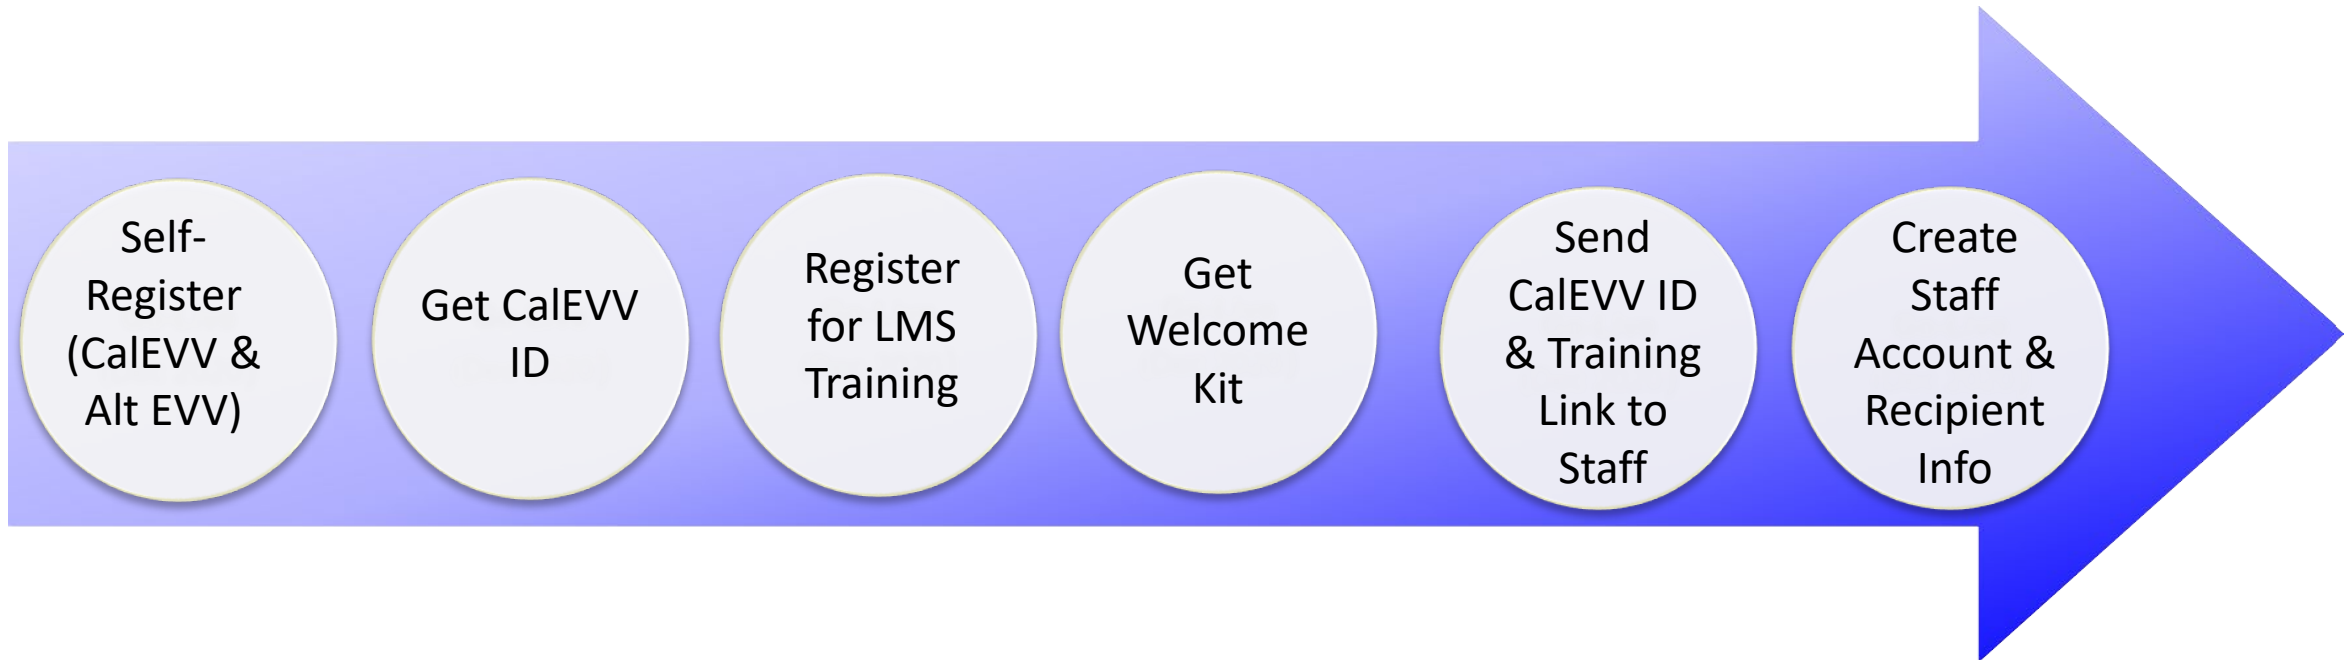 Self-
Register
(CalEVV &
Alt EVV)
Get CalEVV
ID
Register
for LMS
Training
Get
Welcome
Kit
Send
CalEVV ID
& Training
Link to
Staff
Create
Staff
Account &
Recipient
Info